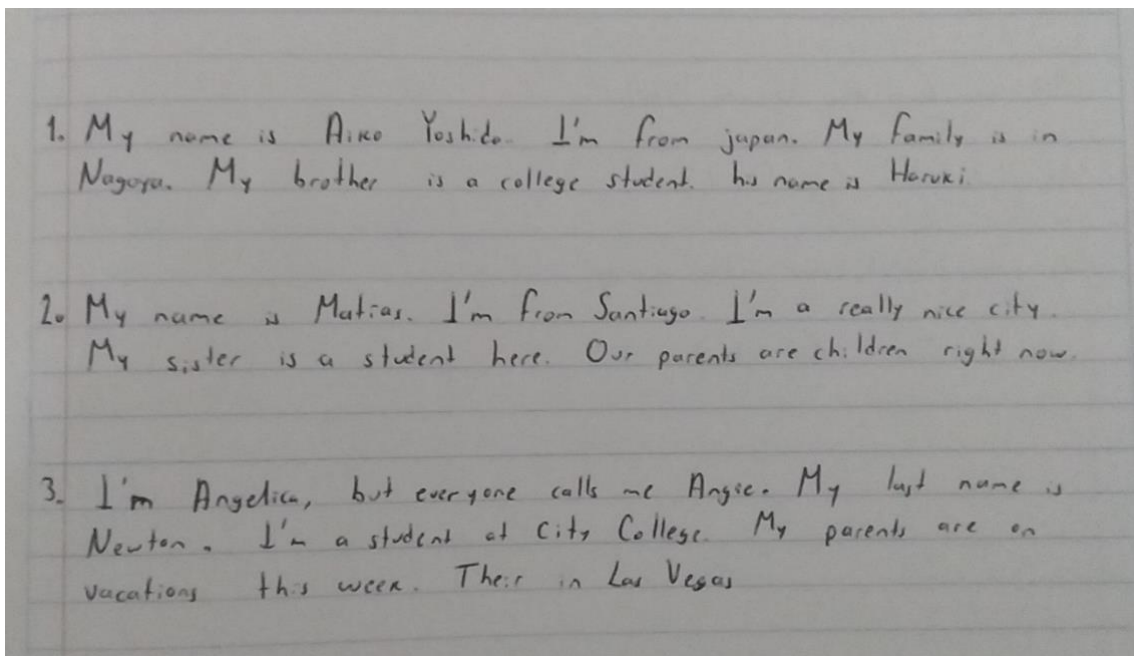 1. My name is Aiko Yoshida. I'm from japan. My family is in
Nagoya. My brother is a college student. his name is Haruki
2. My name is Matias. I'm from Santiago. I'm a really nice city.
My sister is a student here. Our parents are children right now.
3. I'm Angelica, but everyone calls me Angie. My last name is
Newton. I'm a student at City College. My parents are on
vacations this week. Their in Las Vegas